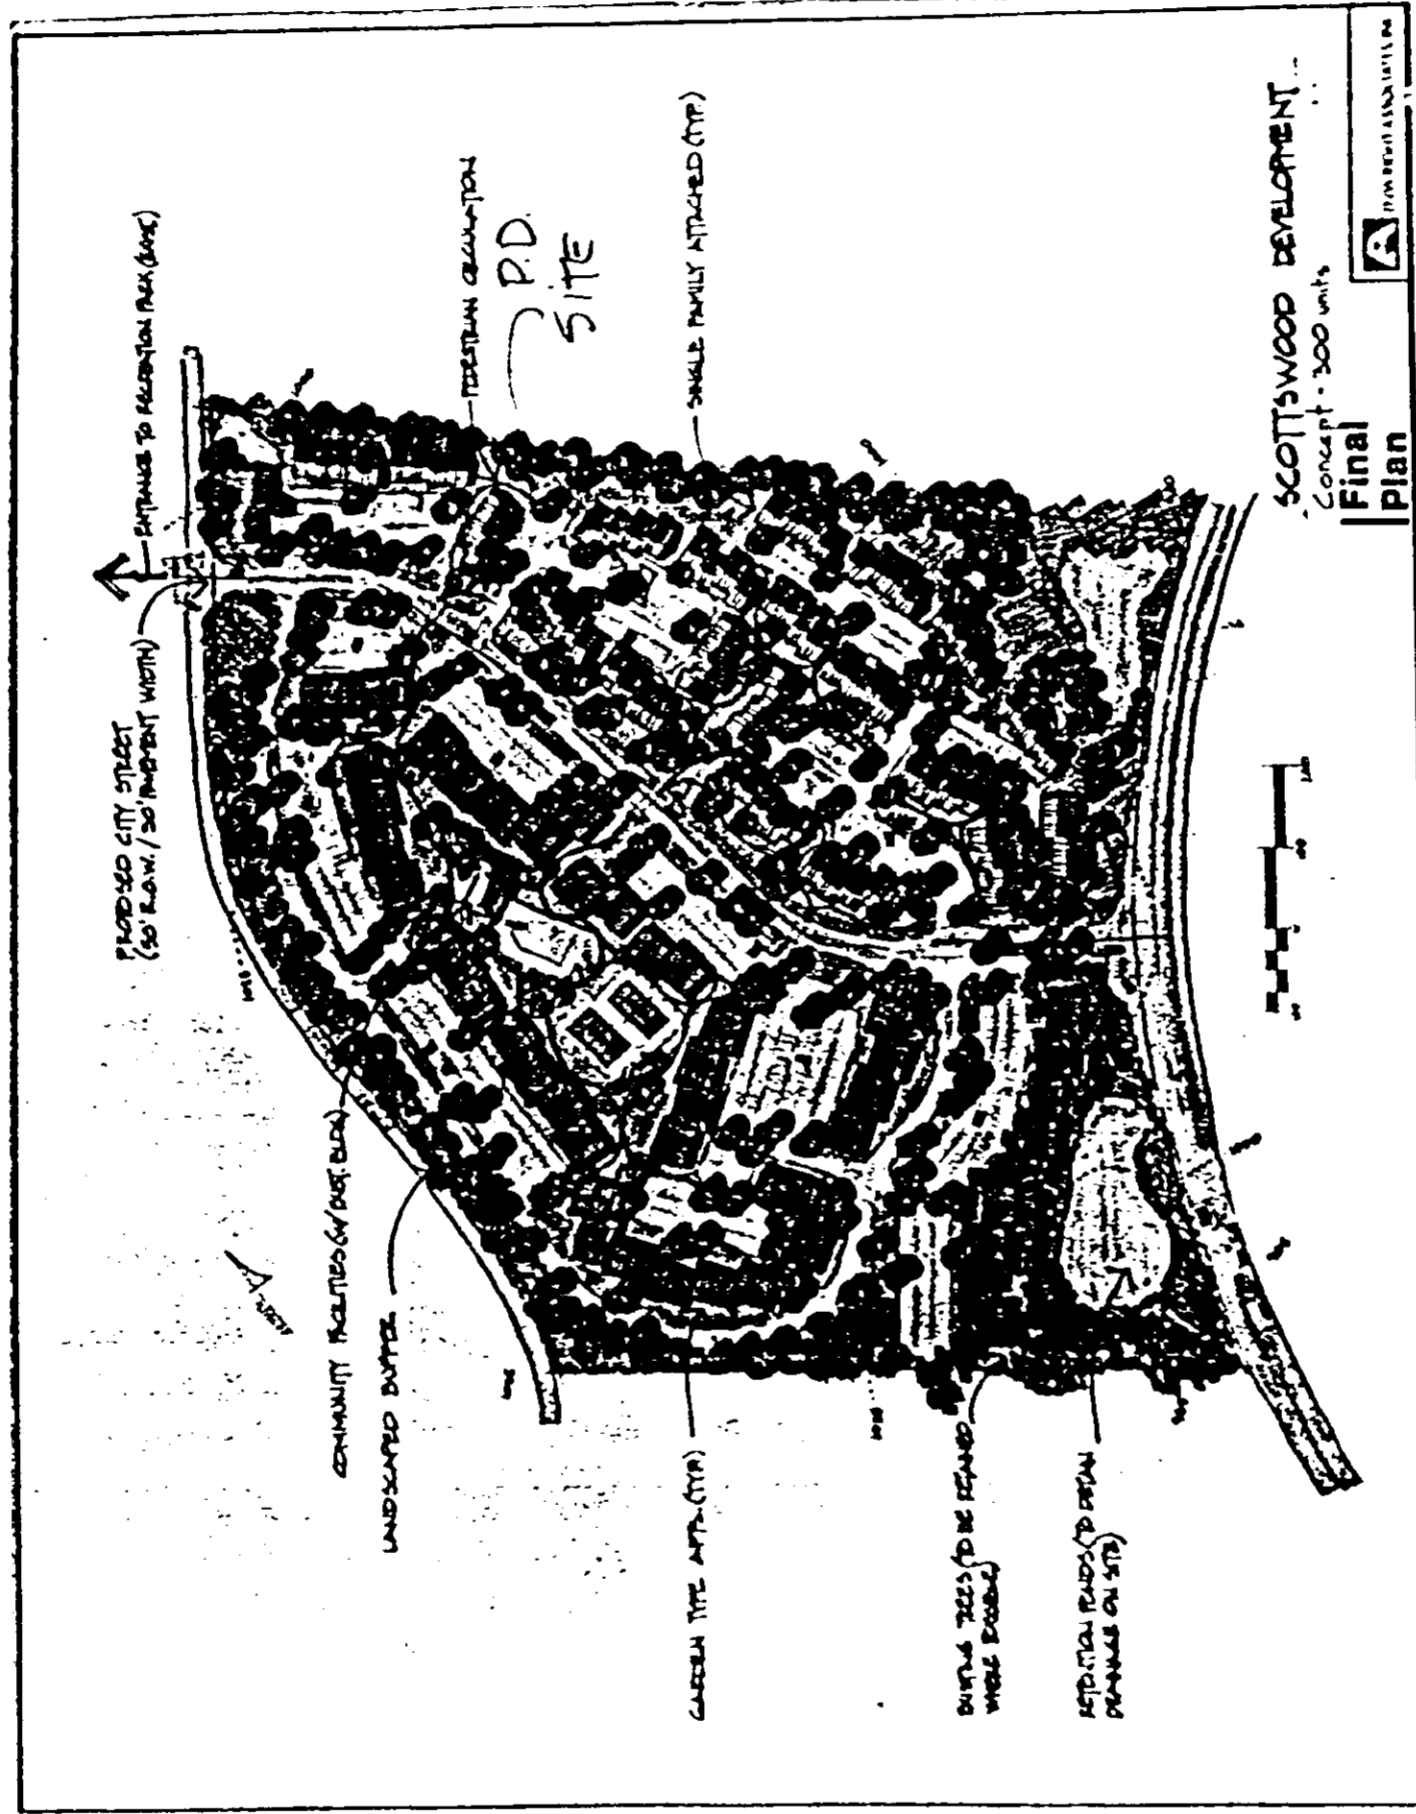 PROPOSED CITY STREET
(50' R.O.W. / 30' PAVEMENT WIDTH)
ENTRANCE TO RECREATION PARK
PEDESTRIAN CIRCULATION
P.D.
SITE
SINGLE FAMILY ATTACHED (TYP.)
COMMUNITY FACILITIES
LANDSCAPED BUFFER
GARDEN TYPE APTS. (TYP.)
EXISTING TREES (TO BE RETAINED
WHERE POSSIBLE)
RETENTION PONDS (TO DETAIN
DRAINAGE ON SITE)
SCOTTSWOOD DEVELOPMENT
Concept - 300 units
Final
Plan